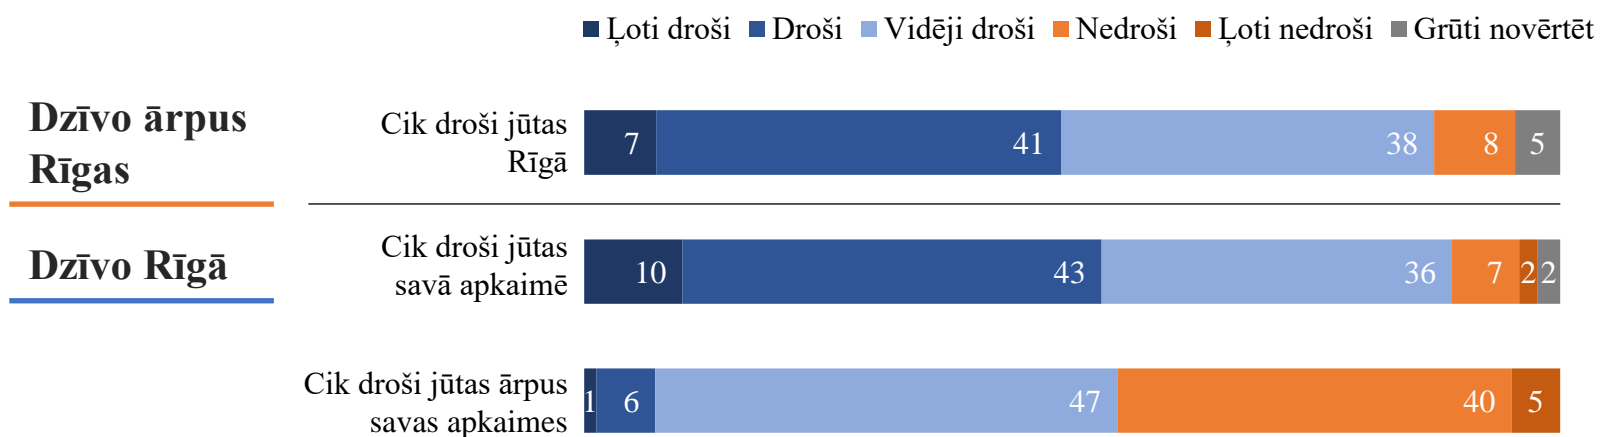 Ļoti droši Droši Vidēji droši Nedroši Ļoti nedroši Grūti novērtēt
Dzīvo ārpus
Rīgas
Cik droši jūtas
Rīgā
7 41 38 8 5
Dzīvo Rīgā
Cik droši jūtas
savā apkaimē
10 43 36 7 2 2
Cik droši jūtas ārpus
savas apkaimes
1 6 47 40 5